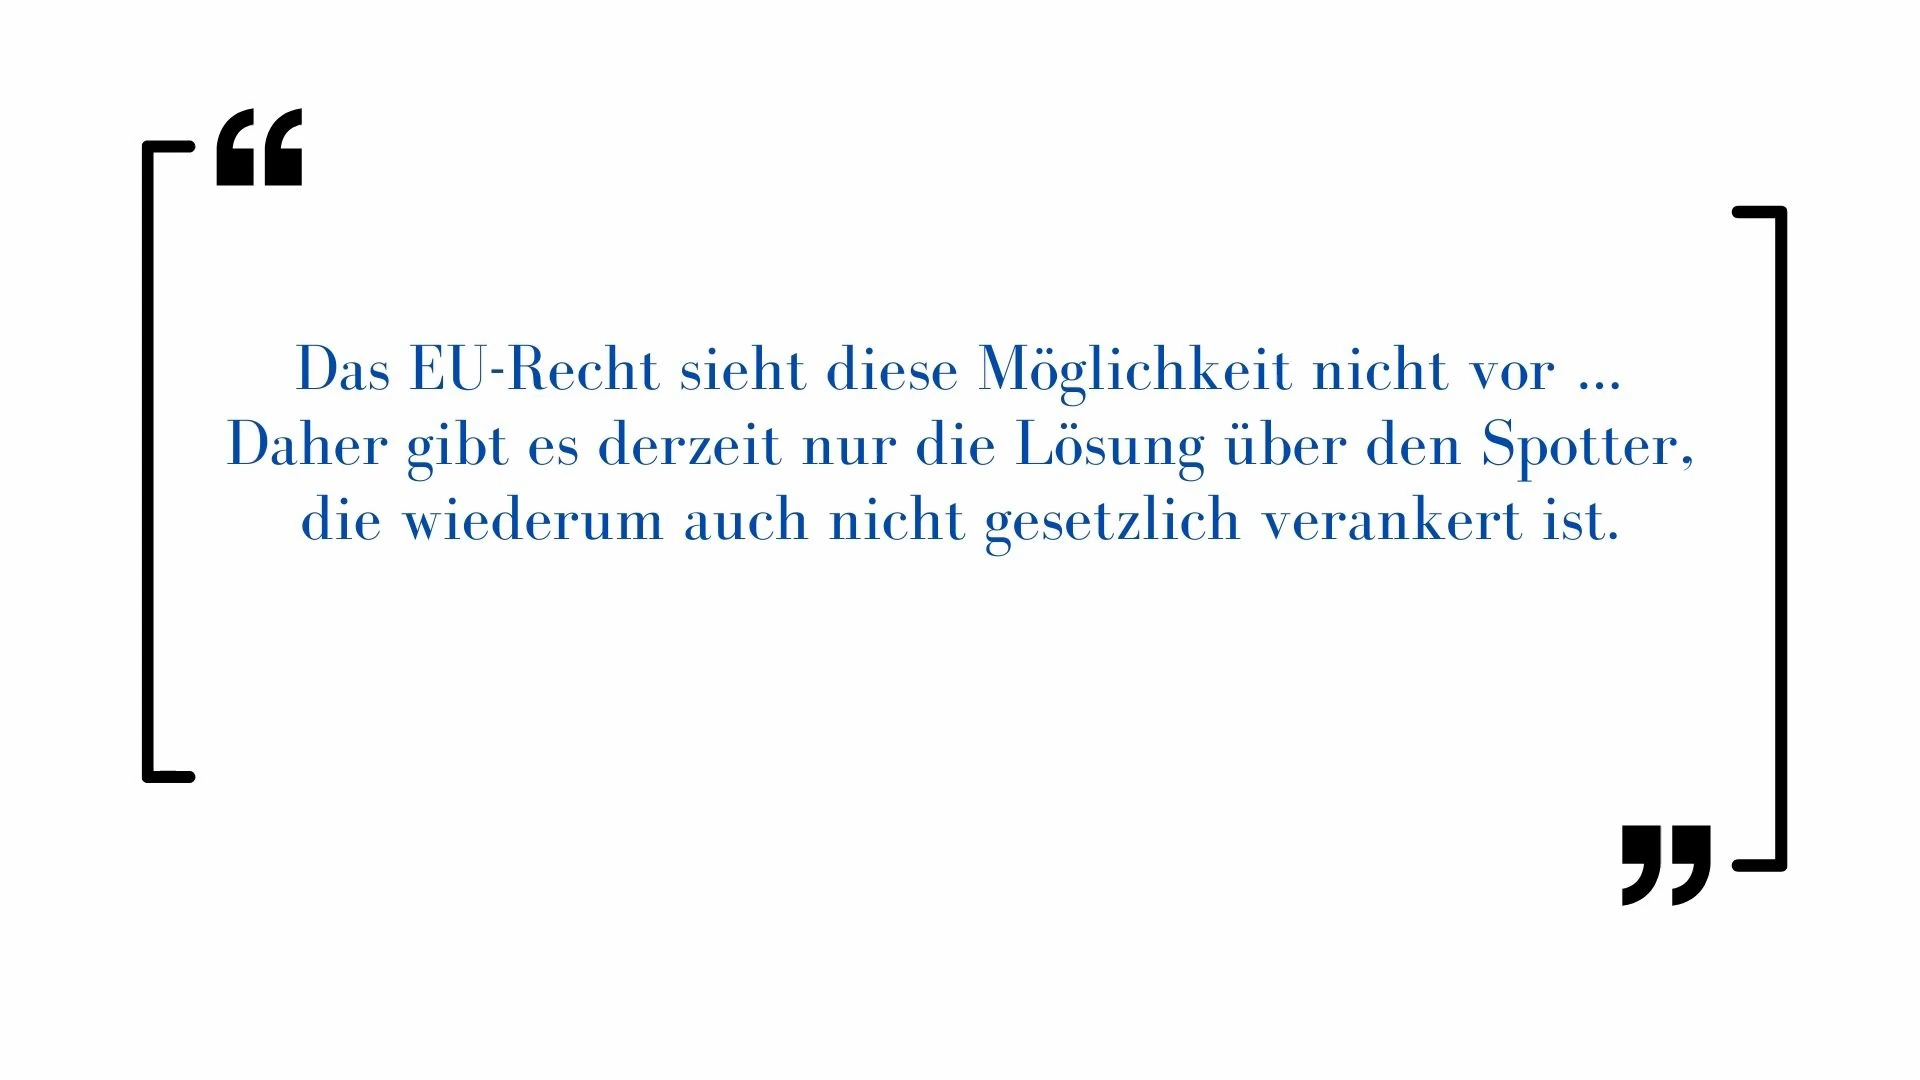 “
Das EU-Recht sieht diese Möglichkeit nicht vor ...
Daher gibt es derzeit nur die Lösung über den Spotter,
die wiederum auch nicht gesetzlich verankert ist.
”